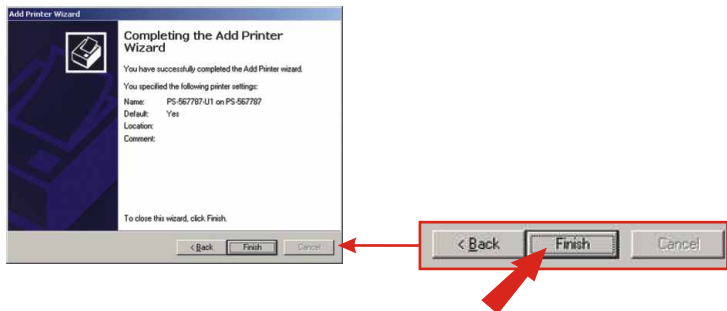 Add Printer Wizard
Completing the Add Printer
Wizard
You have successfully completed the Add Printer wizard.
You specified the following printer settings:
Name: PS-567787-U1 on PS-567787
Default: Yes
Location:
Comment:
To close this wizard, click Finish.
< Back Finish Cancel
< Back Finish Cancel